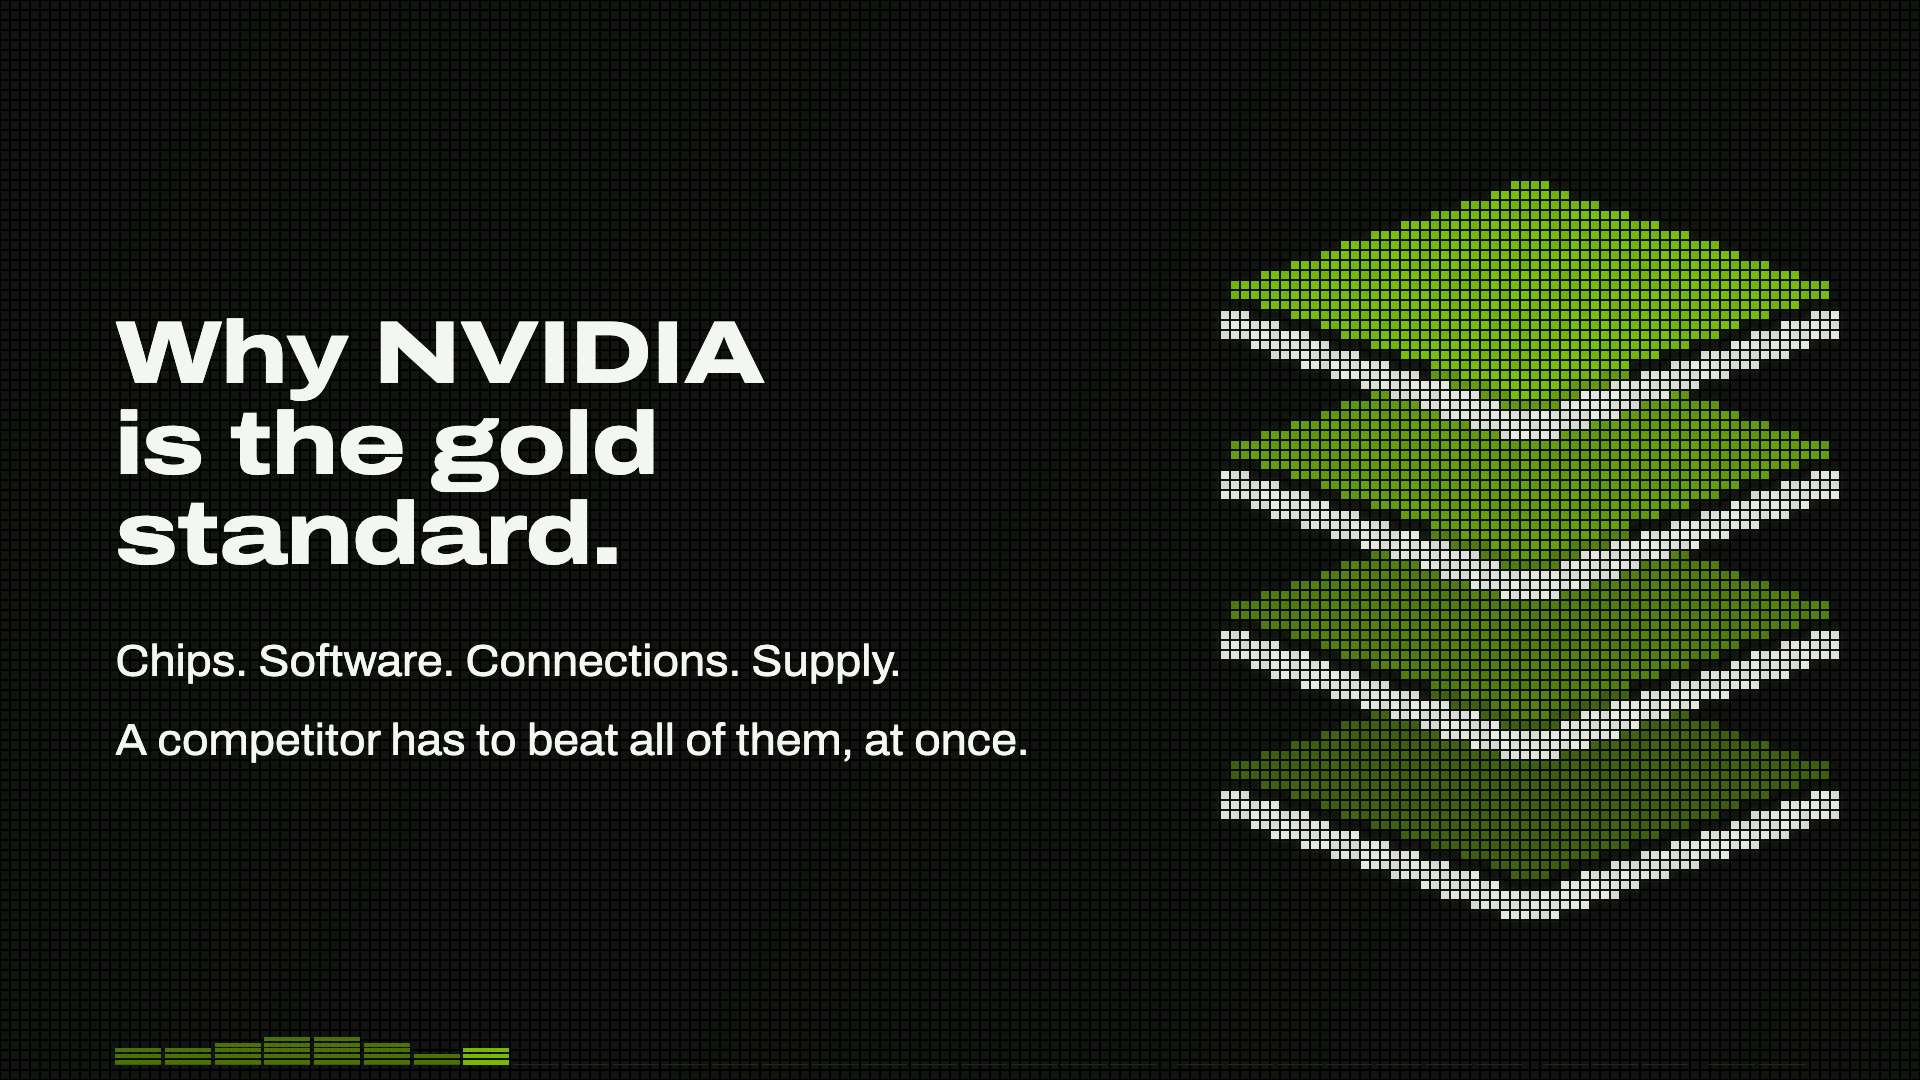 Why NVIDIA
is the gold
standard.
Chips. Software. Connections. Supply.
A competitor has to beat all of them, at once.